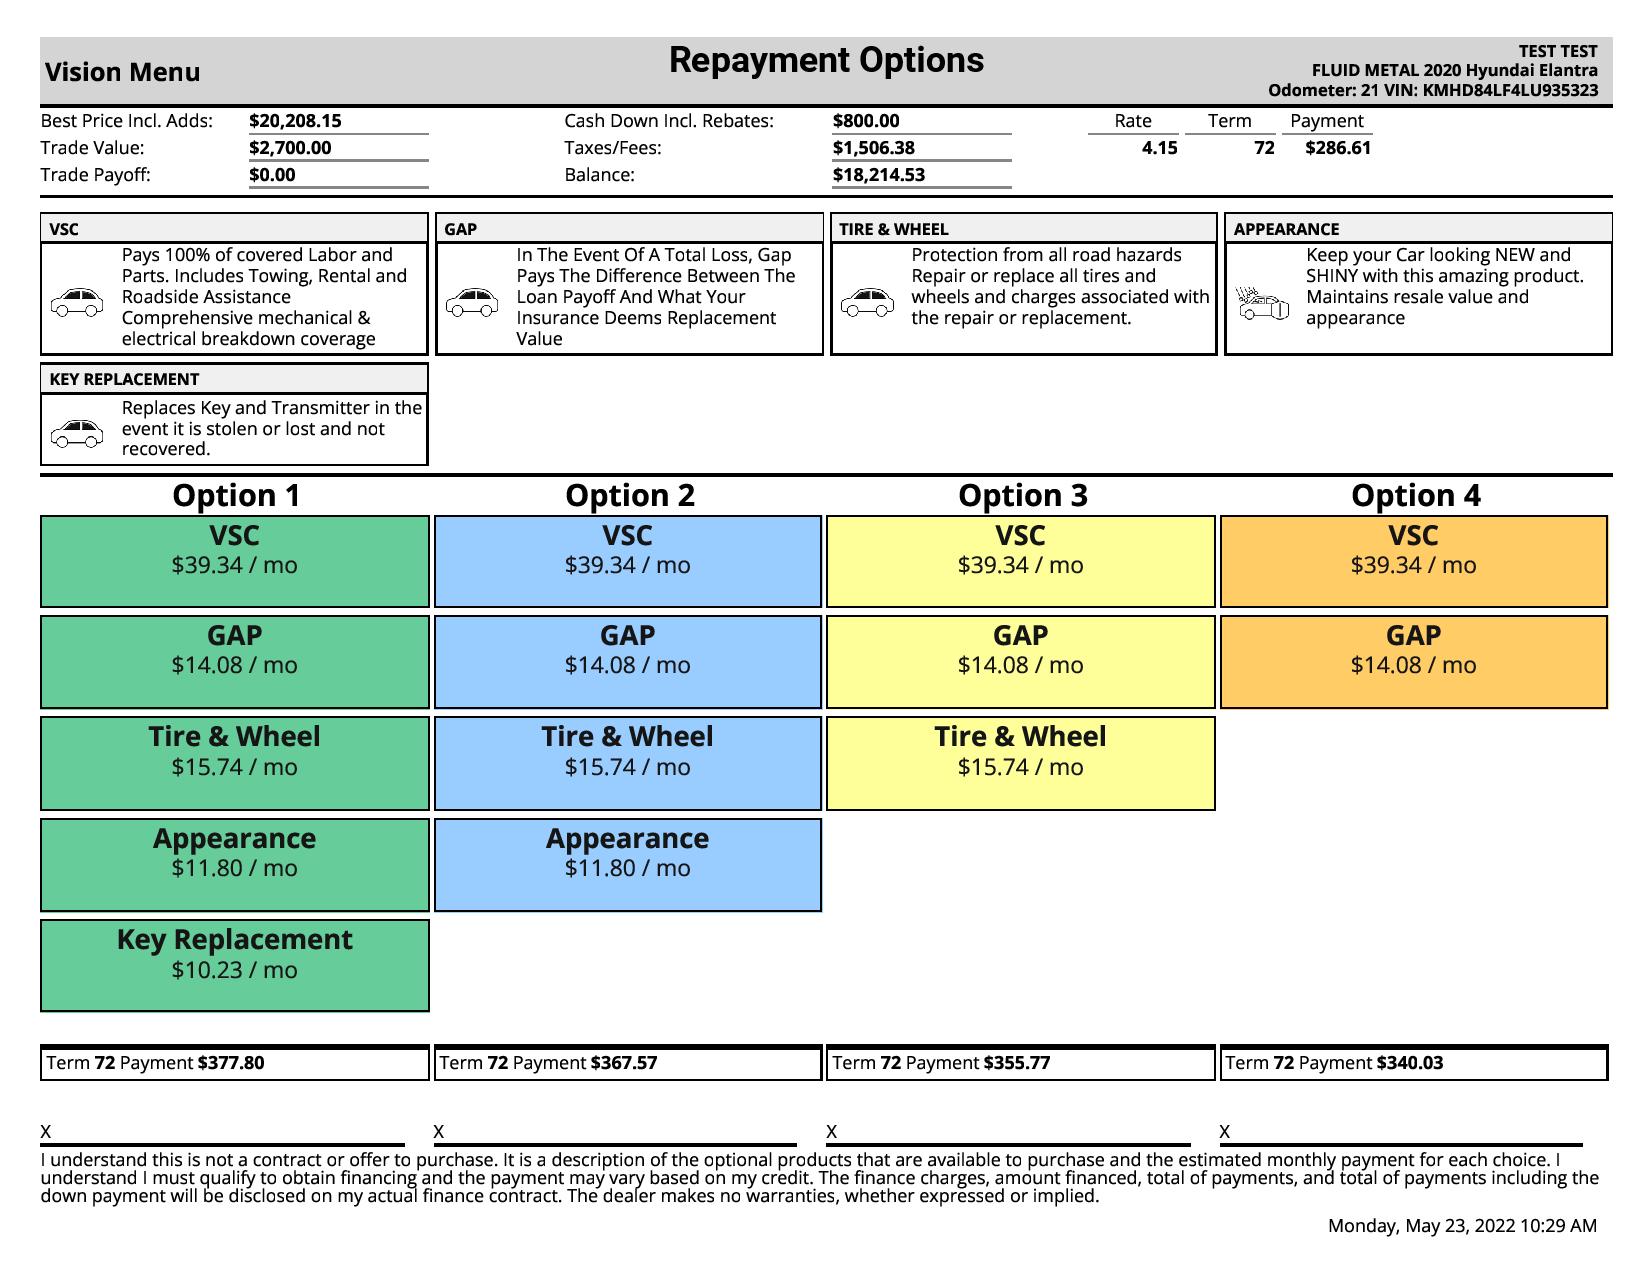 Vision Menu
Repayment Options
TEST TEST
FLUID METAL 2020 Hyundai Elantra
Odometer: 21 VIN: KMHD84LF4LU935323
Best Price Incl. Adds: $20,208.15
Trade Value: $2,700.00
Trade Payoff: $0.00
Cash Down Incl. Rebates: $800.00
Taxes/Fees: $1,506.38
Balance: $18,214.53
Rate Term Payment
4.15 72 $286.61
VSC
Pays 100% of covered Labor and
Parts. Includes Towing, Rental and
Roadside Assistance
Comprehensive mechanical &
electrical breakdown coverage
GAP
In The Event Of A Total Loss, Gap
Pays The Difference Between The
Loan Payoff And What Your
Insurance Deems Replacement
Value
TIRE & WHEEL
Protection from all road hazards
Repair or replace all tires and
wheels and charges associated with
the repair or replacement.
APPEARANCE
Keep your Car looking NEW and
SHINY with this amazing product.
Maintains resale value and
appearance
KEY REPLACEMENT
Replaces Key and Transmitter in the
event it is stolen or lost and not
recovered.
Option 1
VSC
$39.34 / mo
GAP
$14.08 / mo
Tire & Wheel
$15.74 / mo
Appearance
$11.80 / mo
Key Replacement
$10.23 / mo
Term 72 Payment $377.80
X
Option 2
VSC
$39.34 / mo
GAP
$14.08 / mo
Tire & Wheel
$15.74 / mo
Appearance
$11.80 / mo
Term 72 Payment $367.57
X
Option 3
VSC
$39.34 / mo
GAP
$14.08 / mo
Tire & Wheel
$15.74 / mo
Term 72 Payment $355.77
X
Option 4
VSC
$39.34 / mo
GAP
$14.08 / mo
Term 72 Payment $340.03
X
I understand this is not a contract or offer to purchase. It is a description of the optional products that are available to purchase and the estimated monthly payment for each choice. I
understand I must qualify to obtain financing and the payment may vary based on my credit. The finance charges, amount financed, total of payments, and total of payments including the
down payment will be disclosed on my actual finance contract. The dealer makes no warranties, whether expressed or implied.
Monday, May 23, 2022 10:29 AM